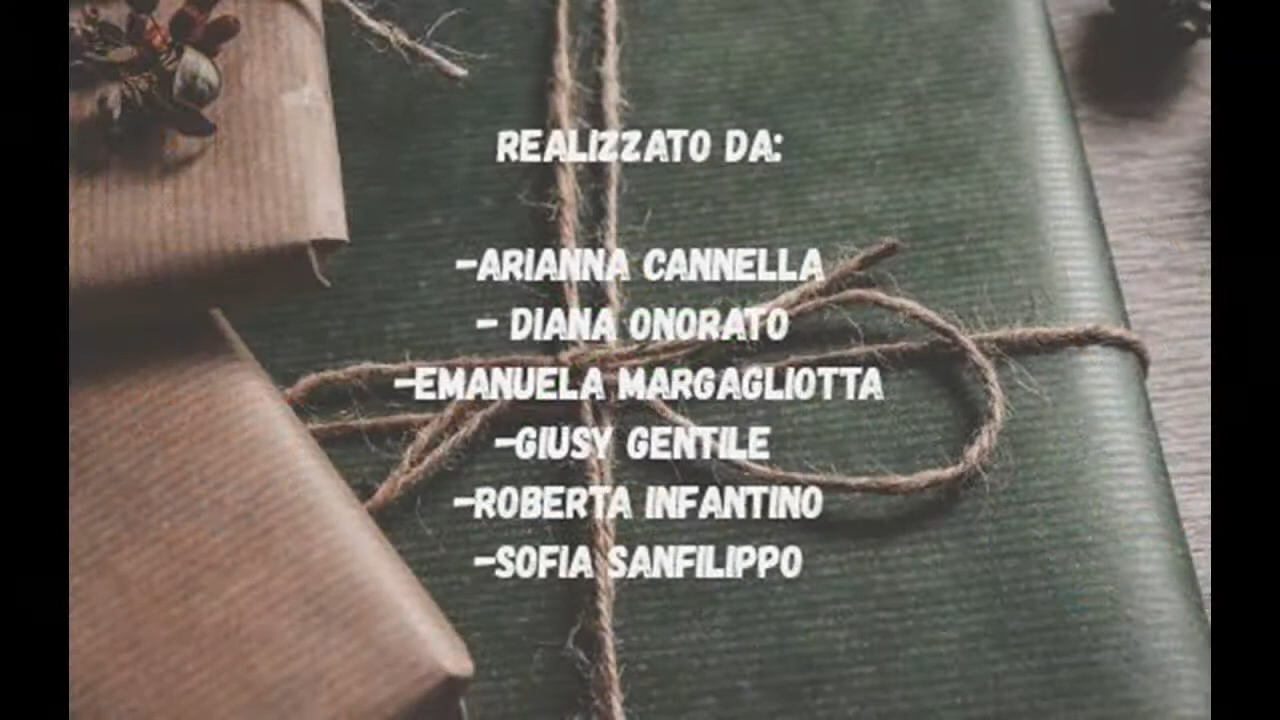 REALIZZATO DA:
-ARIANNA CANNELLA
- DIANA ONORATO
-EMANUELA MARGAGLIOTTA
-GIUSY GENTILE
-ROBERTA INFANTINO
-SOFIA SANFILIPPO